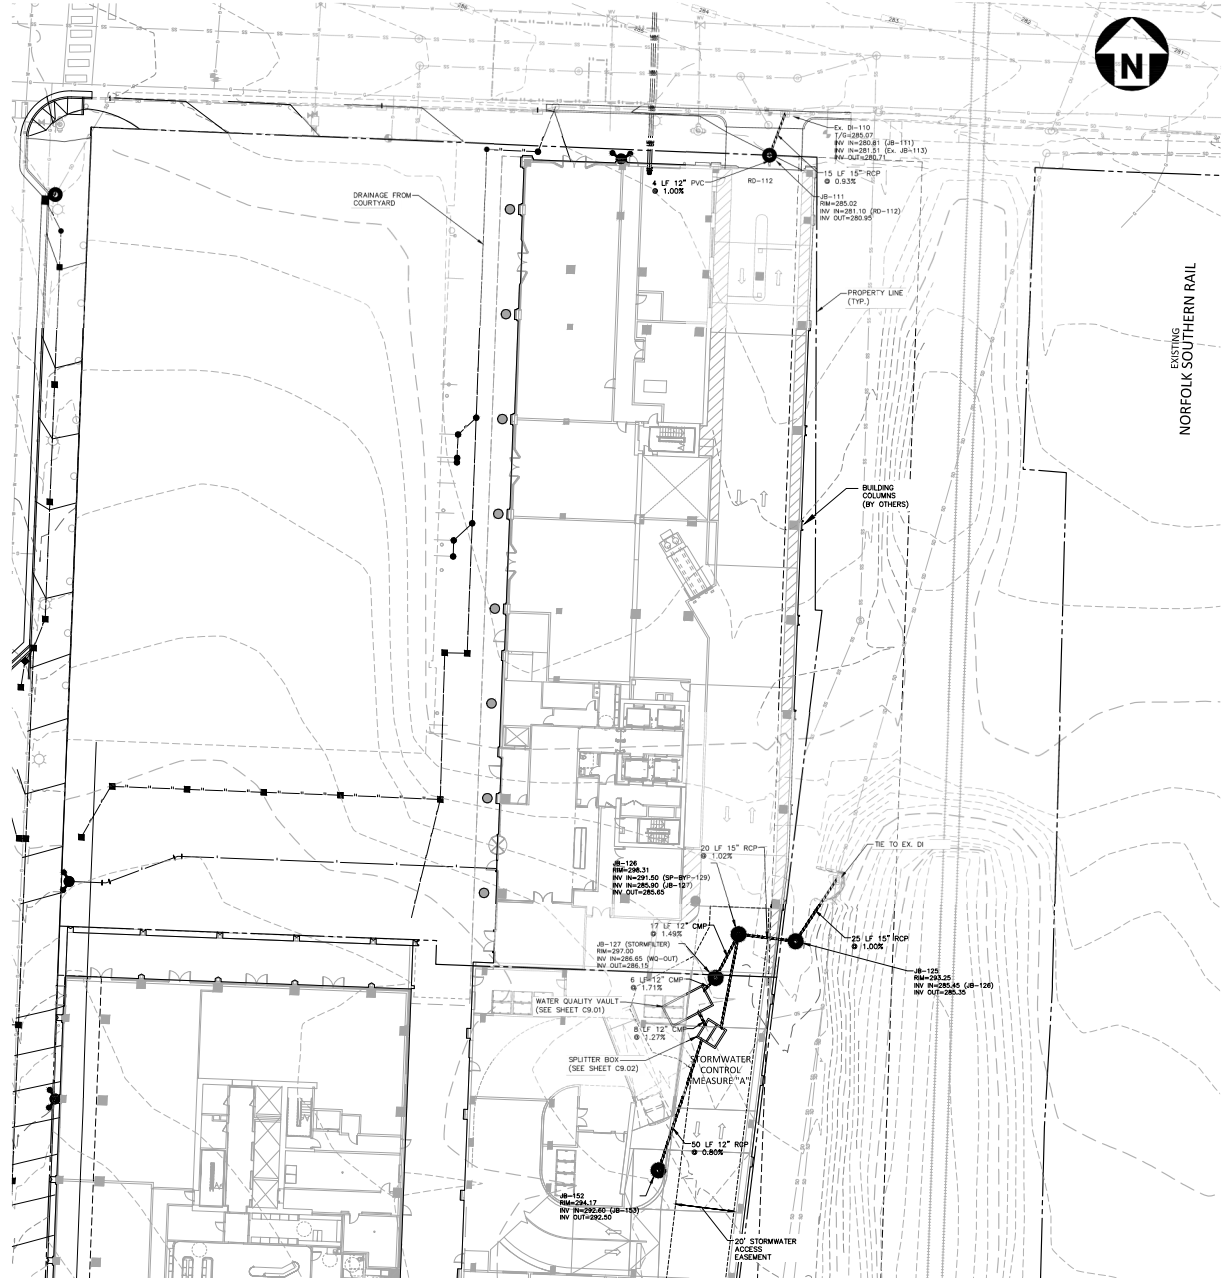 N
284
283
282
281
286
285
Ex. DI-110
T/G=285.07
INV IN=280.81 (JB-111)
INV IN=281.51 (Ex. JB-113)
INV OUT=280.71
15 LF 15" RCP
@ 0.93%
4 LF 12" PVC
@ 1.00%
RD-112
JB-111
RIM=285.02
INV IN=281.10 (RD-112)
INV OUT=280.95
DRAINAGE FROM
COURTYARD
PROPERTY LINE
(TYP.)
EXISTING
NORFOLK SOUTHERN RAIL
BUILDING
COLUMNS
(BY OTHERS)
20 LF 15" RCP
@ 1.02%
TIE TO EX. DI
JB-126
RIM=298.31
INV IN=291.50 (SP-BYP-129)
INV IN=285.90 (JB-127)
INV OUT=285.65
17 LF 12" CMP
@ 1.49%
25 LF 15" RCP
@ 1.00%
JB-127 (STORMFILTER)
RIM=297.00
INV IN=286.65 (WQ-OUT)
INV OUT=286.15
JB-125
RIM=293.25
INV IN=285.45 (JB-126)
INV OUT=285.35
6 LF 12" CMP
@ 1.71%
WATER QUALITY VAULT
(SEE SHEET C9.01)
8 LF 12" CMP
@ 1.27%
SPLITTER BOX
(SEE SHEET C9.02)
STORMWATER
CONTROL
MEASURE "A"
50 LF 12" RCP
@ 0.80%
JB-152
RIM=294.17
INV IN=292.60 (JB-153)
INV OUT=292.50
20' STORMWATER
ACCESS
EASEMENT